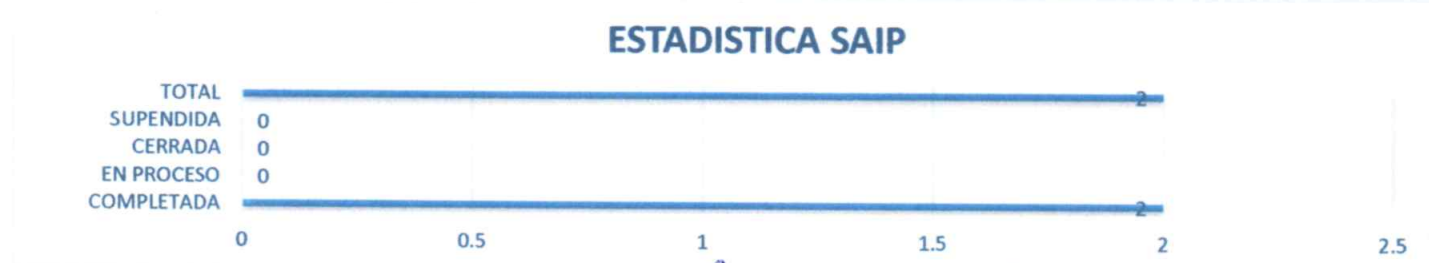 ESTADISTICA SAIP
TOTAL 2
SUPENDIDA 0
CERRADA 0
EN PROCESO 0
COMPLETADA 2
0 0.5 1 1.5 2 2.5